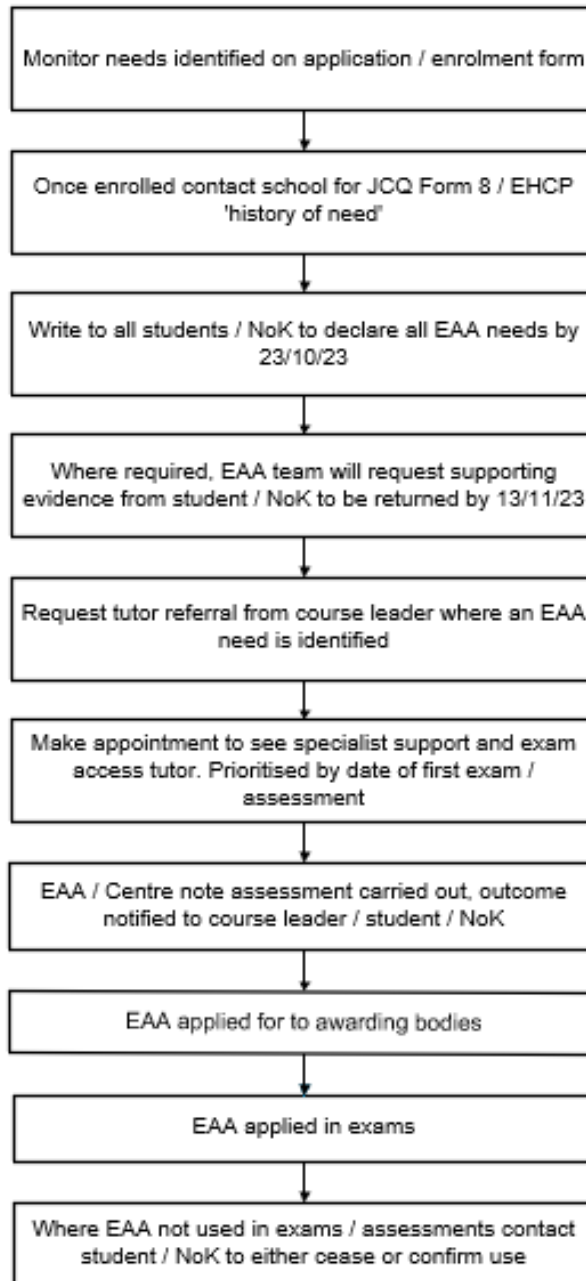 Monitor needs identified on application / enrolment form
Once enrolled contact school for JCQ Form 8 / EHCP
'history of need'
Write to all students / NoK to declare all EAA needs by
23/10/23
Where required, EAA team will request supporting
evidence from student / NoK to be returned by 13/11/23
Request tutor referral from course leader where an EAA
need is identified
Make appointment to see specialist support and exam
access tutor. Prioritised by date of first exam /
assessment
EAA / Centre note assessment carried out, outcome
notified to course leader / student / NoK
EAA applied for to awarding bodies
EAA applied in exams
Where EAA not used in exams / assessments contact
student / NoK to either cease or confirm use